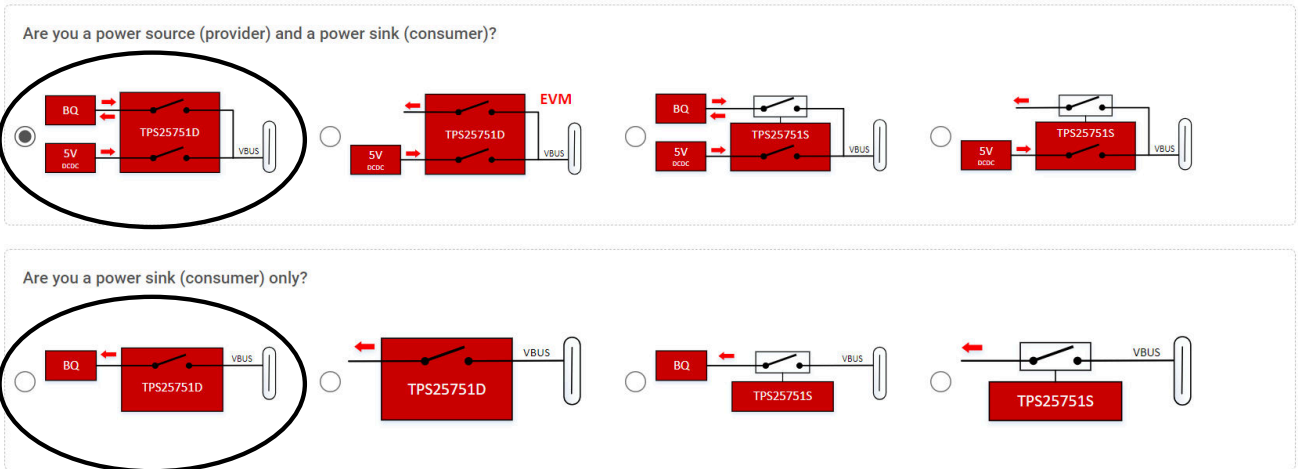 Are you a power source (provider) and a power sink (consumer)?
BQ
TPS25751D
5V
DCDC
VBUS
EVM
TPS25751D
5V
DCDC
VBUS
BQ
TPS25751S
5V
DCDC
VBUS
TPS25751S
5V
DCDC
VBUS
Are you a power sink (consumer) only?
BQ
VBUS
TPS25751D
VBUS
TPS25751D
BQ
VBUS
TPS25751S
VBUS
TPS25751S